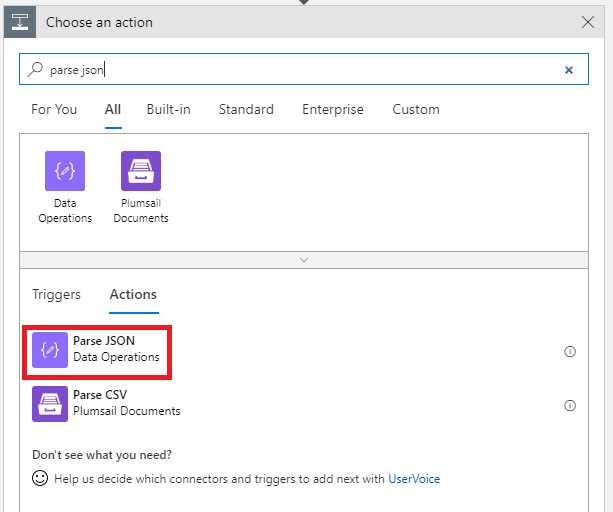 Choose an action
parse json
For You All Built-in Standard Enterprise Custom
Data Operations
Plumsail Documents
Triggers Actions
Parse JSON
Data Operations
Parse CSV
Plumsail Documents
Don't see what you need?
Help us decide which connectors and triggers to add next with UserVoice